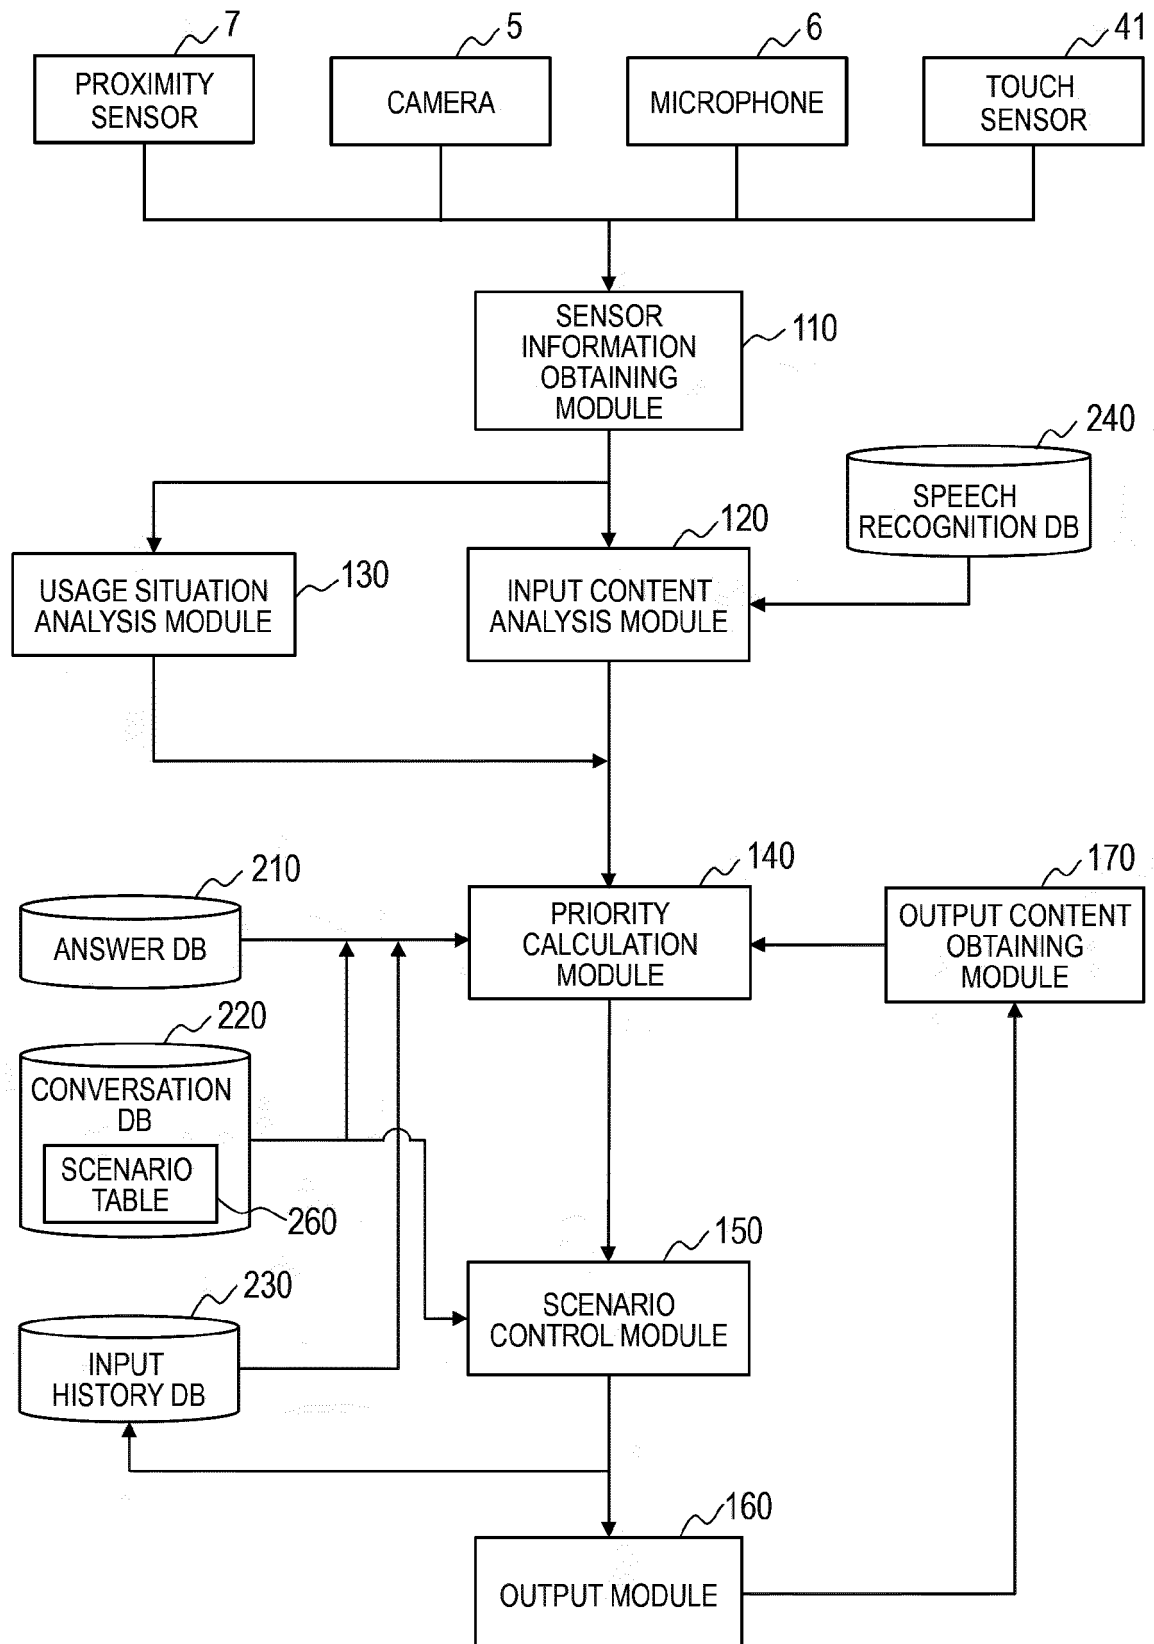 7
5
6
41
PROXIMITY
SENSOR
CAMERA
MICROPHONE
TOUCH
SENSOR
SENSOR
INFORMATION
OBTAINING
MODULE
110
240
SPEECH
RECOGNITION DB
120
130
USAGE SITUATION
ANALYSIS MODULE
INPUT CONTENT
ANALYSIS MODULE
210
140
170
ANSWER DB
PRIORITY
CALCULATION
MODULE
OUTPUT CONTENT
OBTAINING
MODULE
220
CONVERSATION
DB
SCENARIO
TABLE
260
150
230
SCENARIO
CONTROL MODULE
INPUT
HISTORY DB
160
OUTPUT MODULE